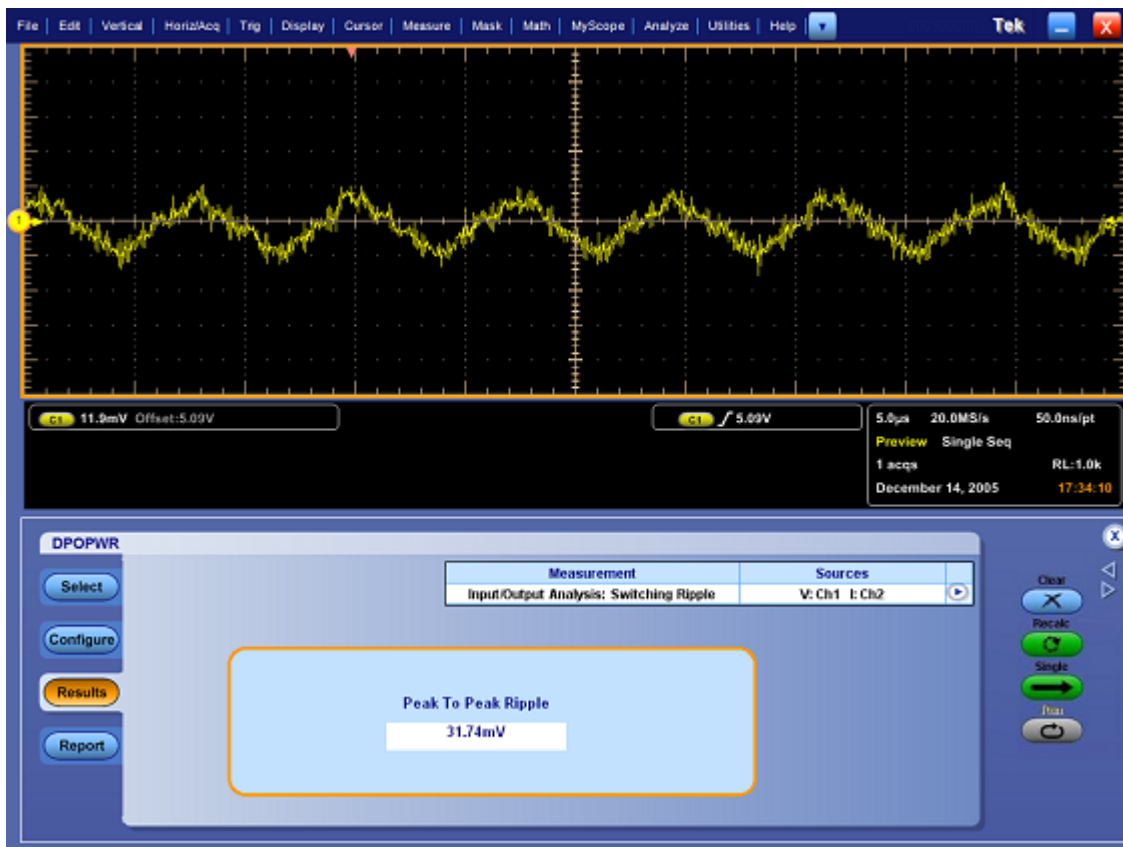 File | Edit | Vertical | Horiz/Acq | Trig | Display | Cursor | Measure | Mask | Math | MyScope | Analyze | Utilities | Help | Tek X
1
C1 11.9mV Offset:5.09V
C1 5.09V
5.0µs 20.0MS/s 50.0ns/pt
Preview Single Seq
1 acqs RL:1.0k
December 14, 2005 17:34:10
DPOPWR
X
Select
Configure
Results
Report
Measurement Sources
Input/Output Analysis: Switching Ripple V: Ch1 I: Ch2
Peak To Peak Ripple
31.74mV
Clear
Recalc
Single
Run